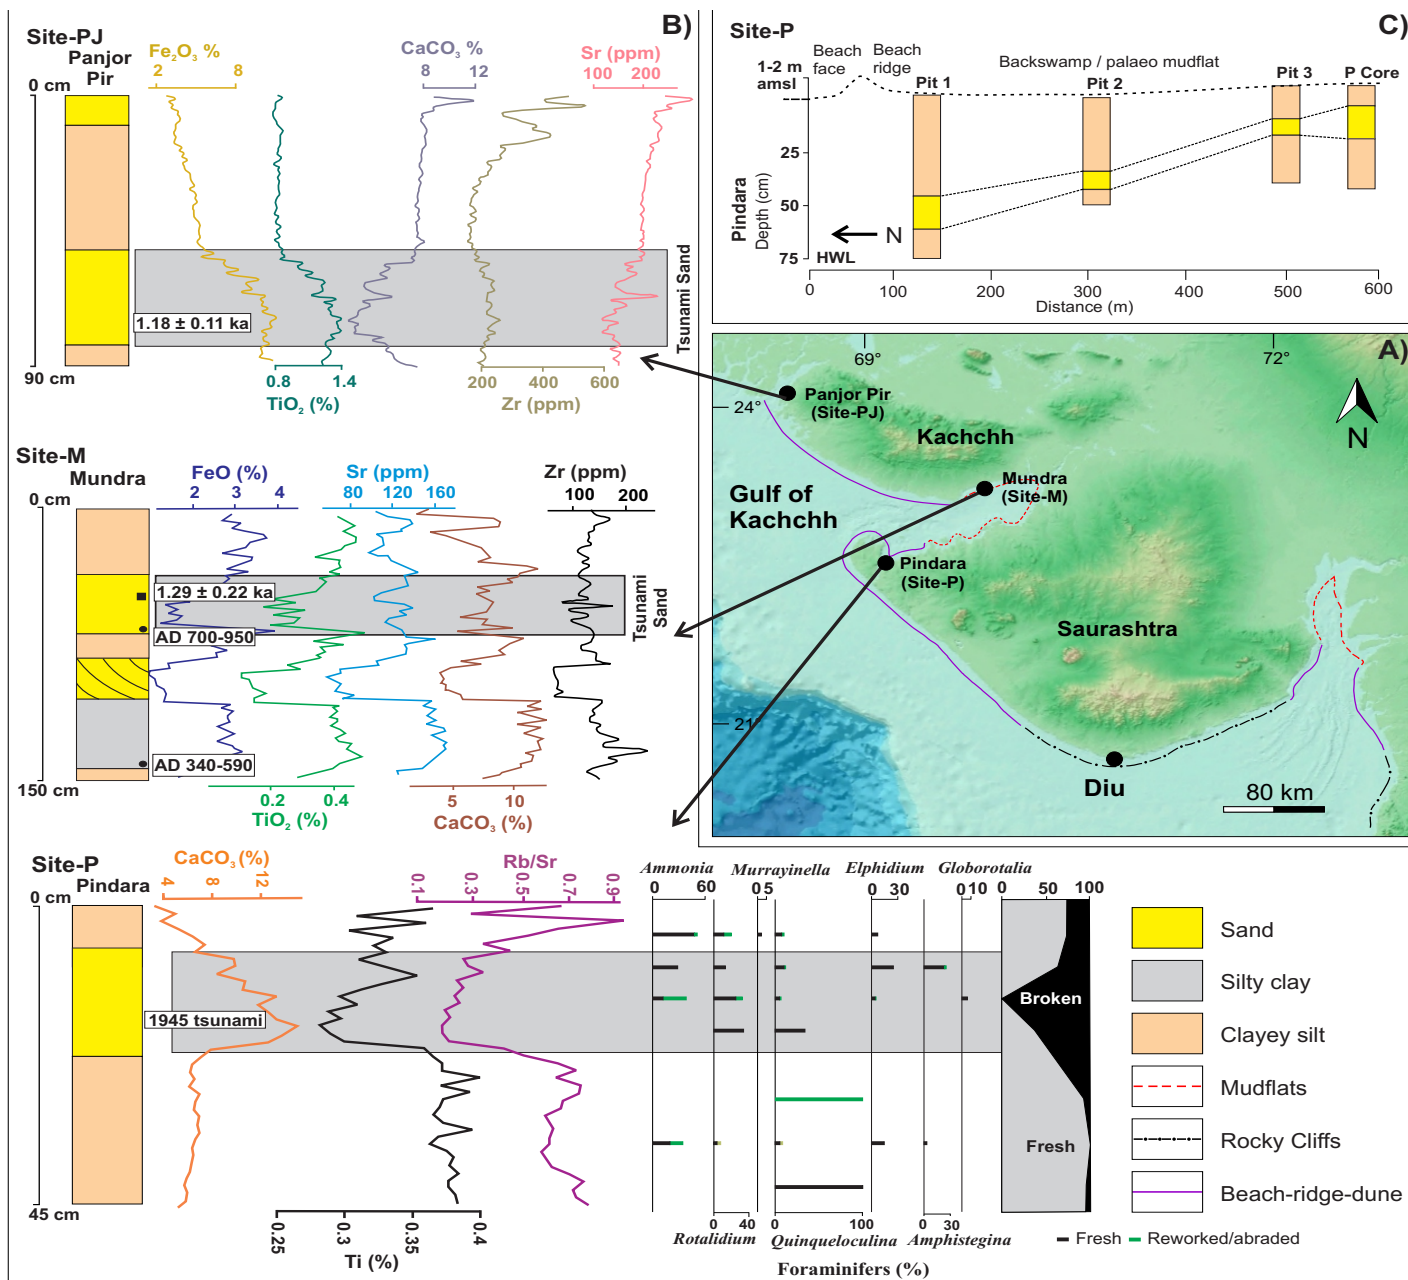 B)
Site-PJ
Panjor
Pir
Fe₂O₃ %
2 8
CaCO₃ %
8 12
Sr (ppm)
100 200
0 cm
1.18 ± 0.11 ka
Tsunami Sand
90 cm
0.8 1.4
TiO₂ (%)
200 400 600
Zr (ppm)
Site-M
Mundra
0 cm
FeO (%)
2 3 4
Sr (ppm)
80 120 160
Zr (ppm)
100 200
1.29 ± 0.22 ka
AD 700-950
Tsunami
Sand
AD 340-590
150 cm
0.2 0.4
TiO₂ (%)
5 10
CaCO₃ (%)
Site-P
Pindara
0 cm
CaCO₃ (%)
4 8 12
Rb/Sr
0.1 0.3 0.5 0.7 0.9
1945 tsunami
45 cm
0.25 0.3 0.35 0.4
Ti (%)
Ammonia Murrayinella Elphidium Globorotalia
0 60 0 5 0 30 0 10 0 50 100
Broken
Fresh
0 40 0 100 0 30
Rotalidium Quinqueloculina Amphistegina
Foraminifers (%)
Fresh Reworked/abraded
C)
Site-P
Beach
face
Beach
ridge
Backswamp / palaeo mudflat
1-2 m
amsl
Pit 1 Pit 2 Pit 3 P Core
25
50
75
Pindara
Depth (cm)
N
HWL
0 100 200 300 400 500 600
Distance (m)
A)
69° 72°
24°
21°
Panjor Pir
(Site-PJ)
Kachchh
N
Mundra
(Site-M)
Gulf of
Kachchh
Pindara
(Site-P)
Saurashtra
Diu
80 km
Sand
Silty clay
Clayey silt
Mudflats
Rocky Cliffs
Beach-ridge-dune